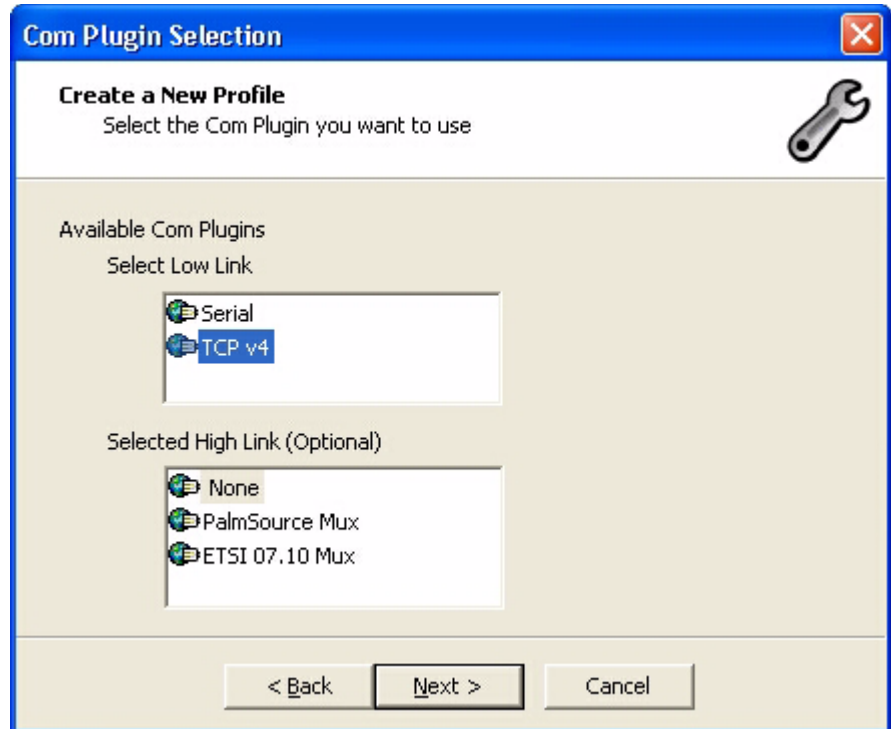 Com Plugin Selection
Create a New Profile
Select the Com Plugin you want to use
Available Com Plugins
Select Low Link
Serial
TCP v4
Selected High Link (Optional)
None
PalmSource Mux
ETSI 07.10 Mux
< Back Next > Cancel